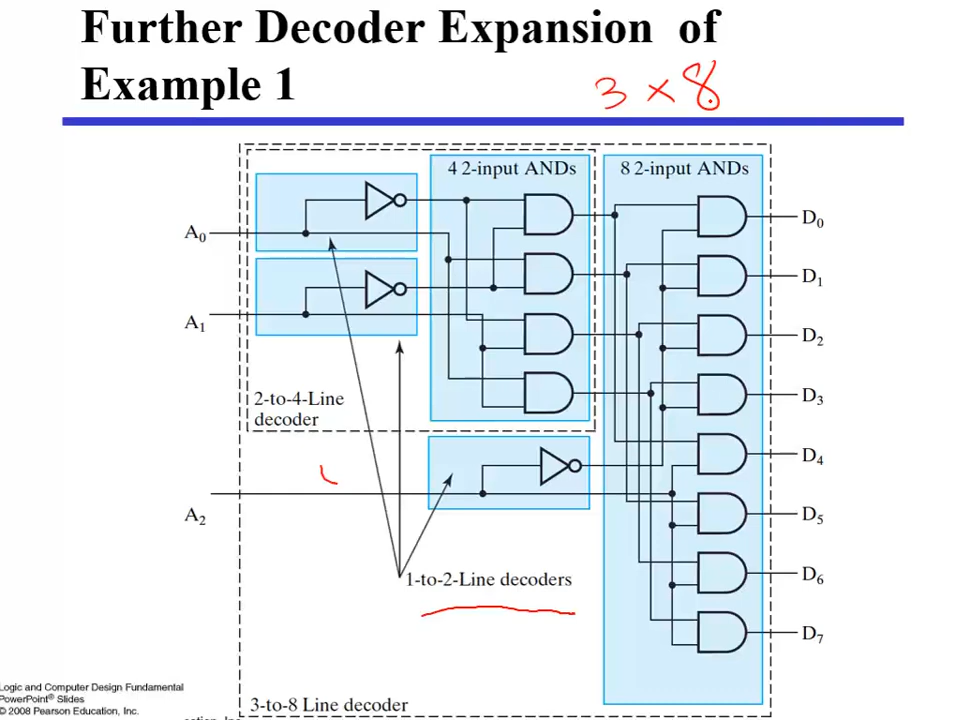 Further Decoder Expansion of
Example 1
3 × 8
4 2-input ANDs
8 2-input ANDs
A0
D0
D1
A1
D2
2-to-4-Line
decoder
D3
D4
A2
D5
1-to-2-Line decoders
D6
D7
Logic and Computer Design Fundamental
PowerPoint® Slides
© 2008 Pearson Education, Inc.
3-to-8 Line decoder